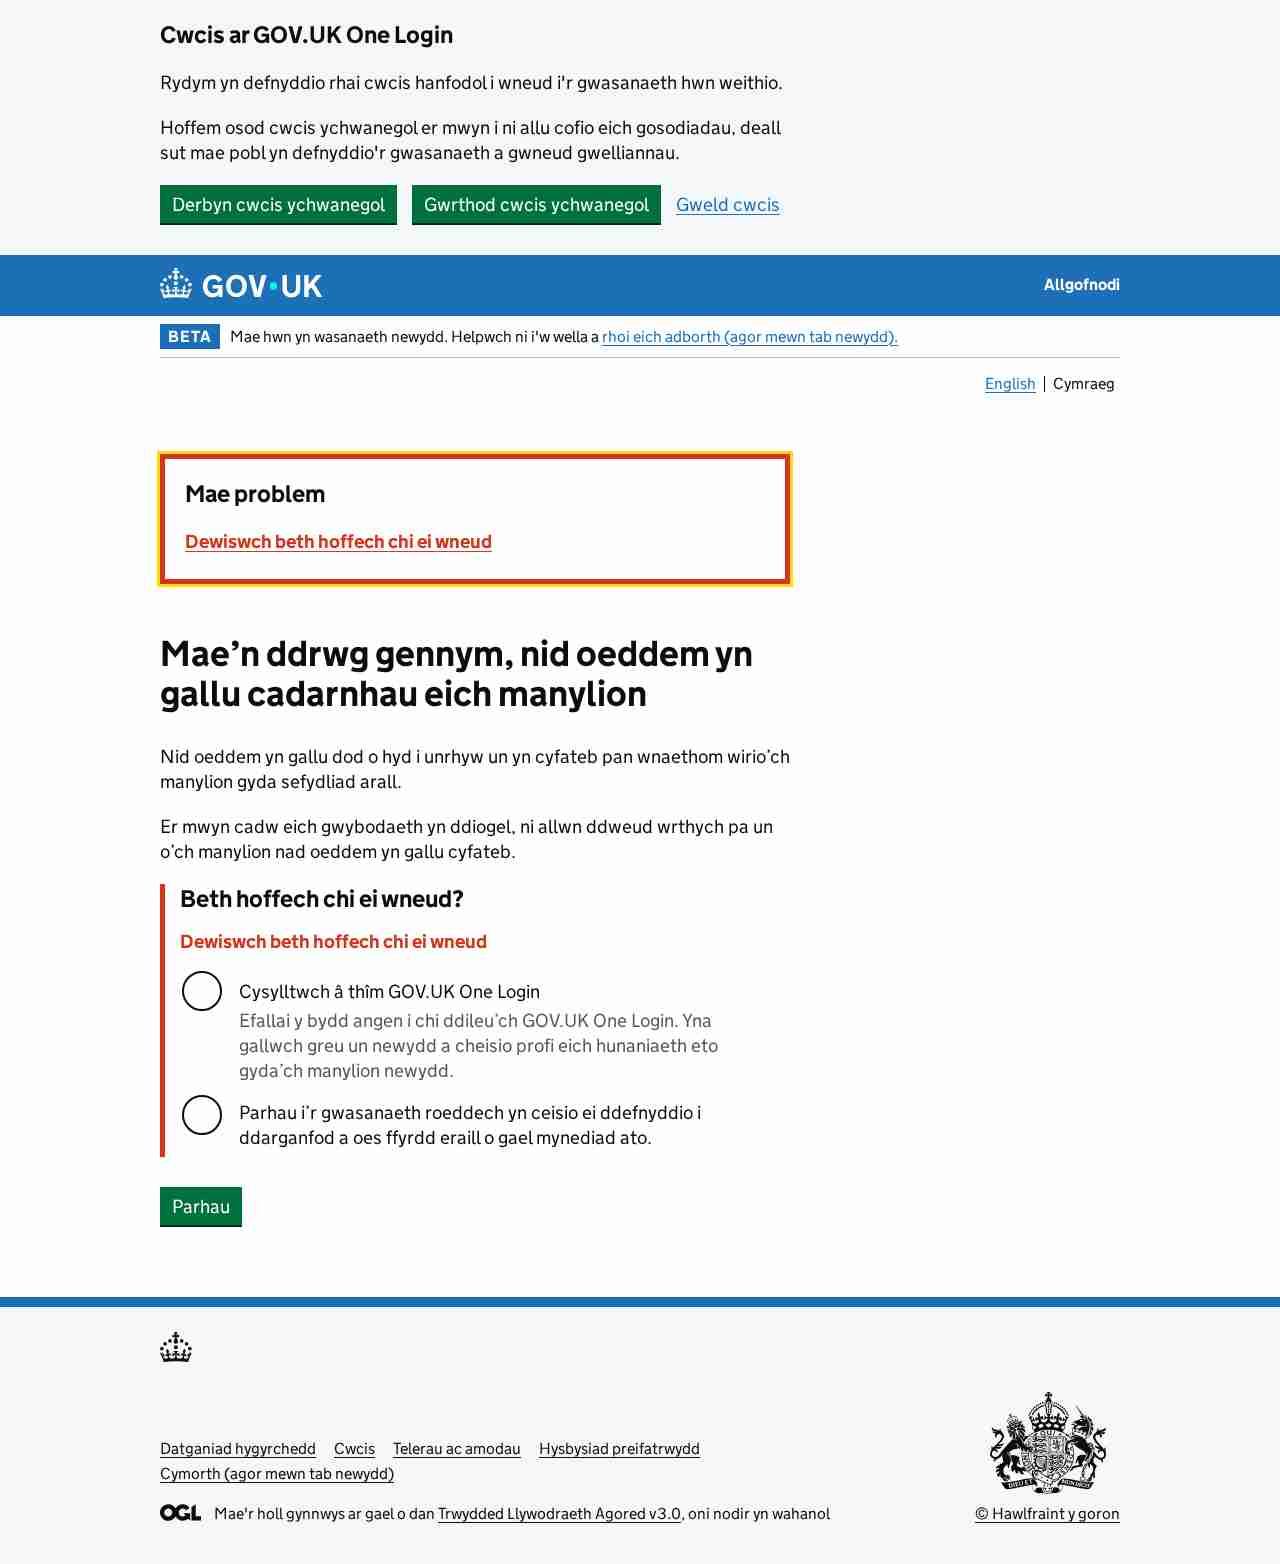 Cwcis ar GOV.UK One Login
Rydym yn defnyddio rhai cwcis hanfodol i wneud i'r gwasanaeth hwn weithio.
Hoffem osod cwcis ychwanegol er mwyn i ni allu cofio eich gosodiadau, deall
sut mae pobl yn defnyddio'r gwasanaeth a gwneud gwelliannau.
Derbyn cwcis ychwanegol Gwrthod cwcis ychwanegol Gweld cwcis
GOV·UK Allgofnodi
BETA Mae hwn yn wasanaeth newydd. Helpwch ni i'w wella a rhoi eich adborth (agor mewn tab newydd).
English Cymraeg
Mae problem
Dewiswch beth hoffech chi ei wneud
Mae’n ddrwg gennym, nid oeddem yn
gallu cadarnhau eich manylion
Nid oeddem yn gallu dod o hyd i unrhyw un yn cyfateb pan wnaethom wirio’ch
manylion gyda sefydliad arall.
Er mwyn cadw eich gwybodaeth yn ddiogel, ni allwn ddweud wrthych pa un
o’ch manylion nad oeddem yn gallu cyfateb.
Beth hoffech chi ei wneud?
Dewiswch beth hoffech chi ei wneud
Cysylltwch â thîm GOV.UK One Login
Efallai y bydd angen i chi ddileu’ch GOV.UK One Login. Yna
gallwch greu un newydd a cheisio profi eich hunaniaeth eto
gyda’ch manylion newydd.
Parhau i’r gwasanaeth roeddech yn ceisio ei ddefnyddio i
ddarganfod a oes ffyrdd eraill o gael mynediad ato.
Parhau
Datganiad hygyrchedd Cwcis Telerau ac amodau Hysbysiad preifatrwydd
Cymorth (agor mewn tab newydd)
OGL Mae'r holl gynnwys ar gael o dan Trwydded Llywodraeth Agored v3.0, oni nodir yn wahanol
© Hawlfraint y goron